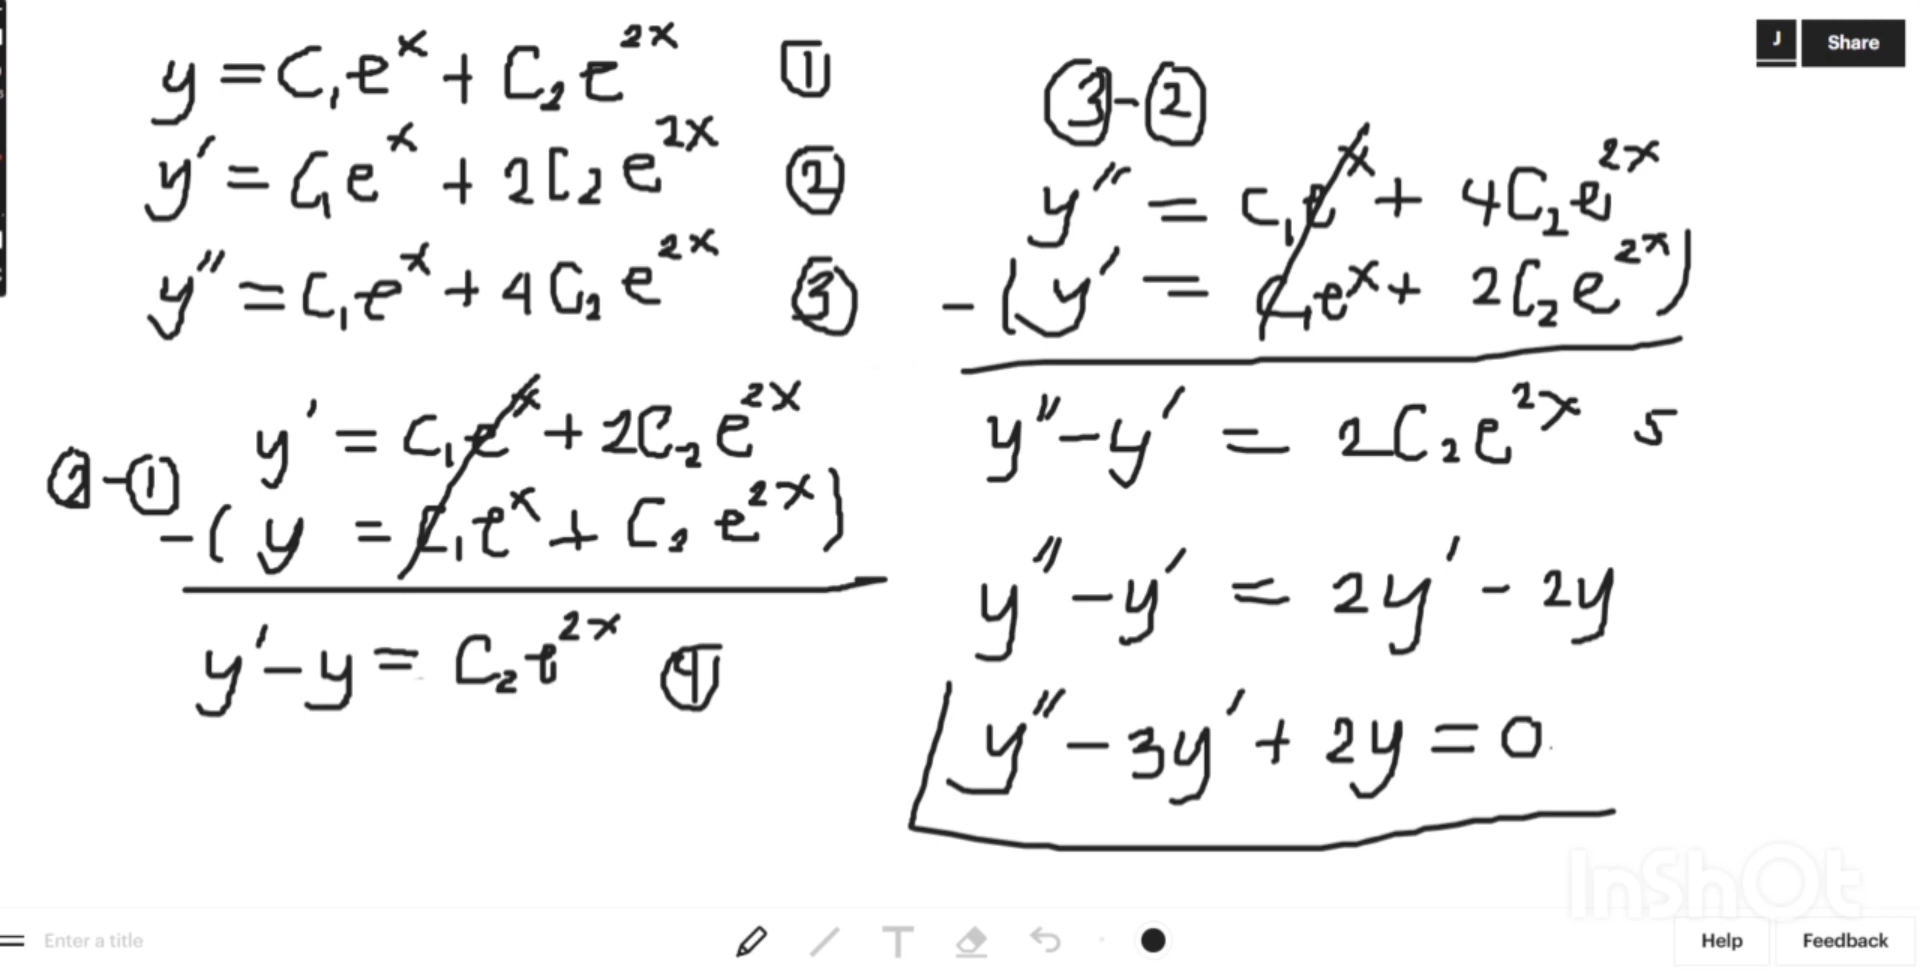 y = C₁eˣ + C₂e²ˣ ①
y' = C₁eˣ + 2C₂e²ˣ ②
y'' = C₁eˣ + 4C₂e²ˣ ③
② - ①
y' = C₁eˣ + 2C₂e²ˣ
-( y = C₁eˣ + C₂e²ˣ )
y' - y = C₂e²ˣ ④
③ - ②
y'' = C₁eˣ + 4C₂e²ˣ
-( y' = C₁eˣ + 2C₂e²ˣ )
y'' - y' = 2C₂e²ˣ 5
y'' - y' = 2y' - 2y
y'' - 3y' + 2y = 0
J Share
InShOt
Enter a title
T
Help Feedback